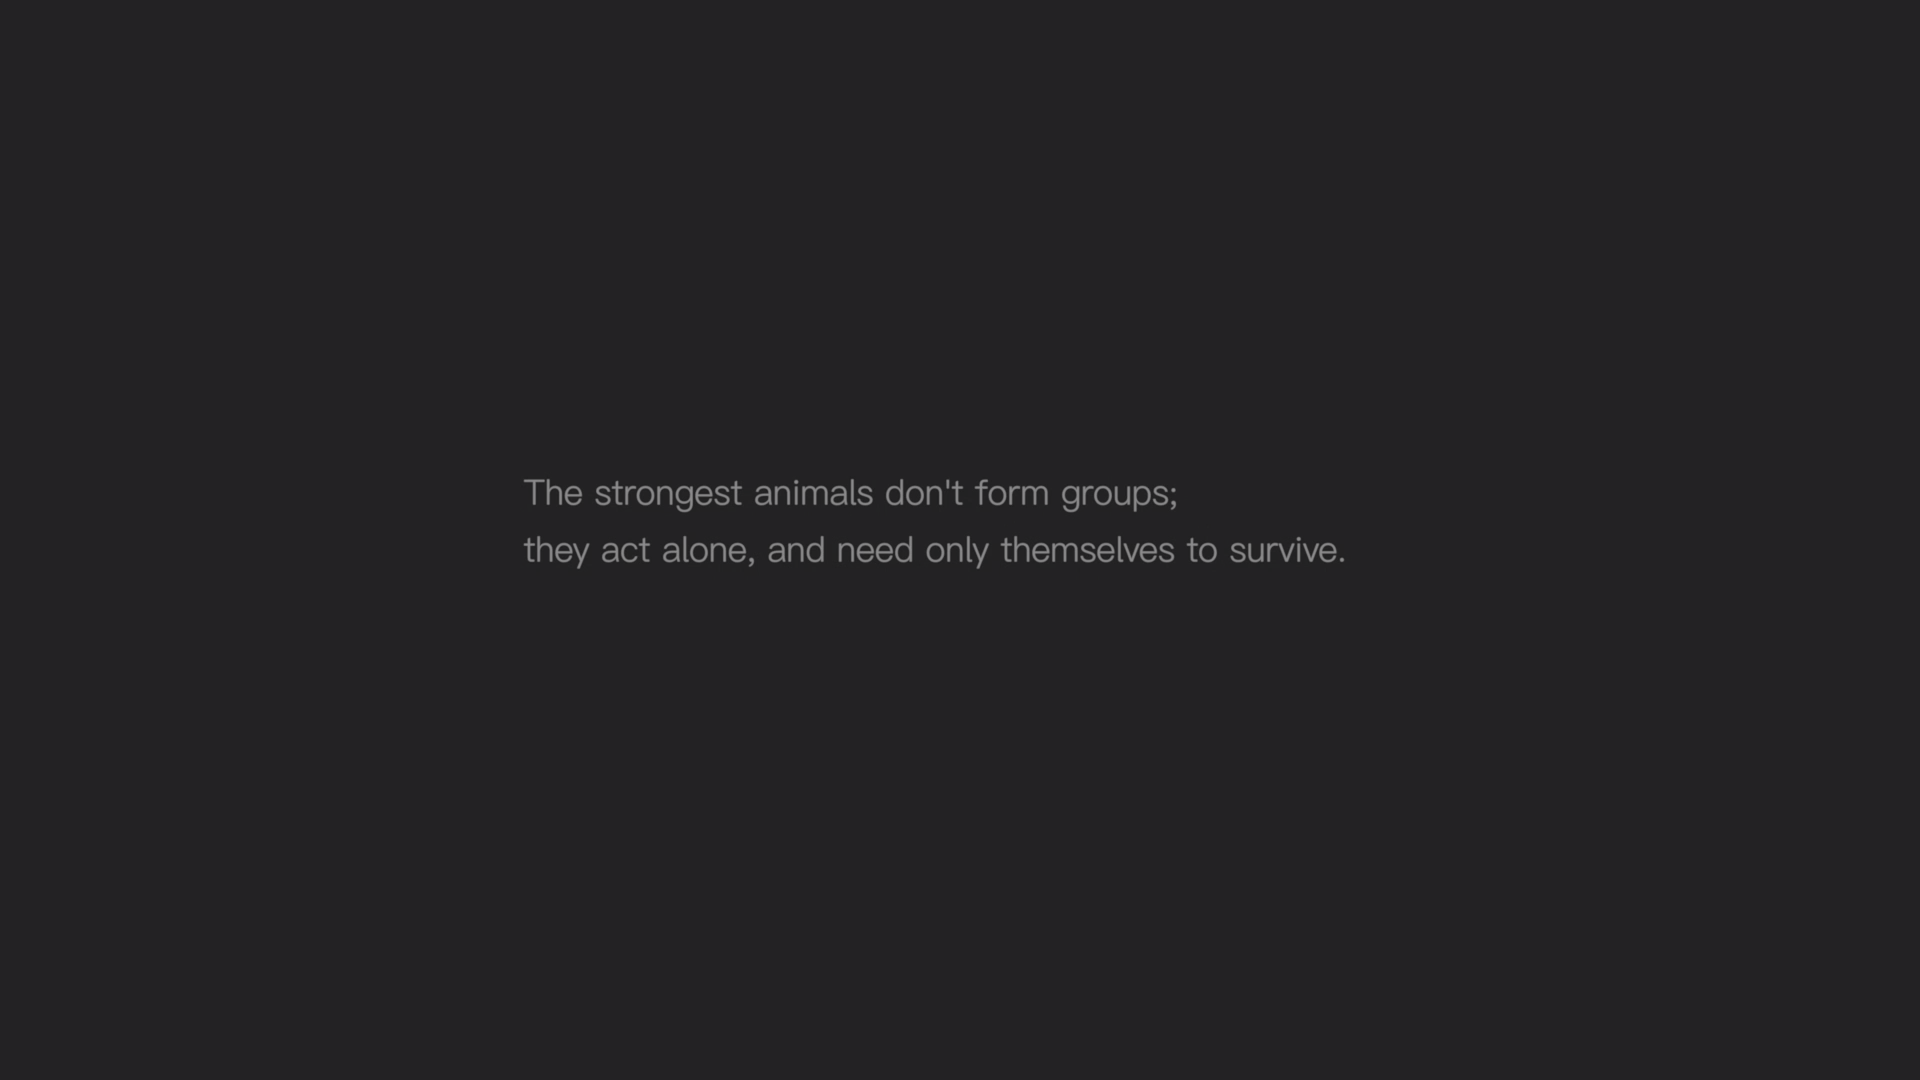 The strongest animals don't form groups;
they act alone, and need only themselves to survive.